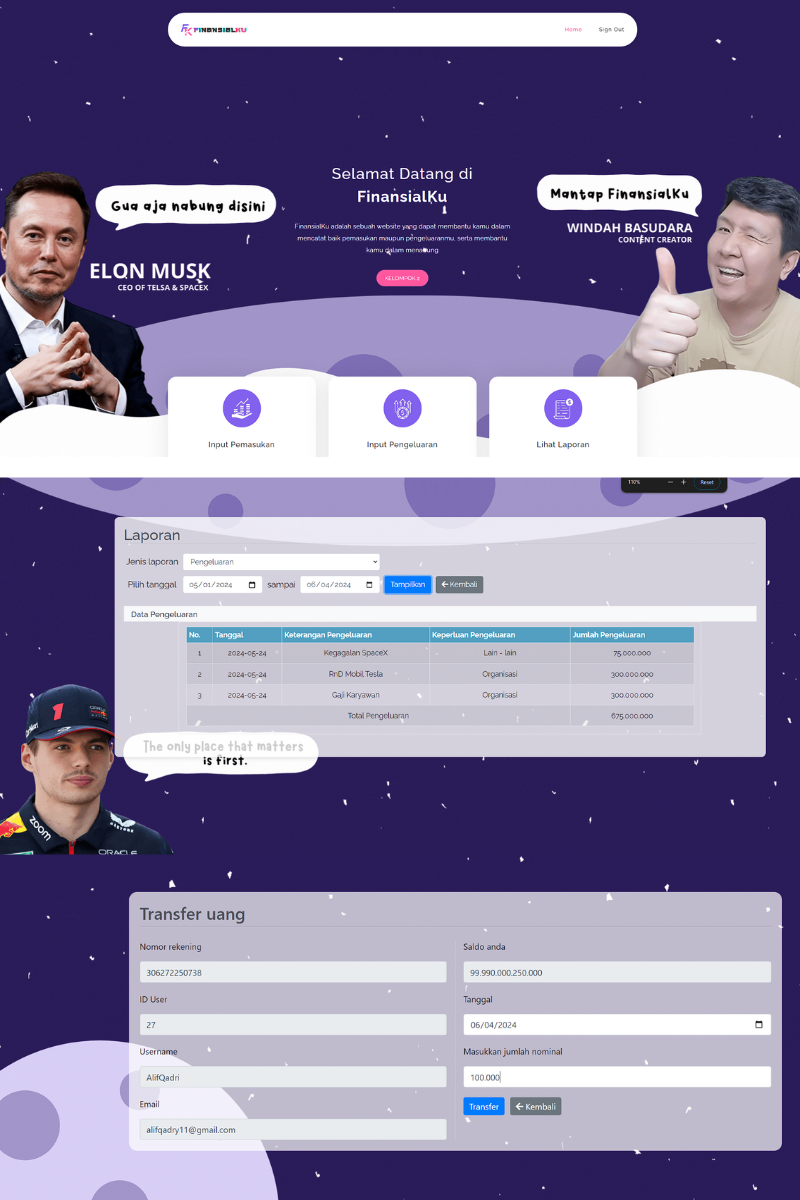 FK FINANSIALKU
Home
Sign Out
Selamat Datang di
FinansialKu
Gua aja nabung disini
Mantap FinansialKu
FinansialKu adalah sebuah website yang dapat membantu kamu dalam
mencatat baik pemasukan maupun pengeluaranmu, serta membantu
kamu dalam menabung
KELOMPOK 2
ELON MUSK
CEO OF TELSA & SPACEX
WINDAH BASUDARA
CONTENT CREATOR
Input Pemasukan
Input Pengeluaran
Lihat Laporan
110%
Reset
Laporan
Jenis laporan
Pengeluaran
Pilih tanggal
05/01/2024
sampai
06/04/2024
Tampilkan
Kembali
Data Pengeluaran
No. Tanggal Keterangan Pengeluaran Keperluan Pengeluaran Jumlah Pengeluaran
1 2024-05-24 Kegagalan SpaceX Lain - lain 75.000.000
2 2024-05-24 RnD Mobil Tesla Organisasi 300.000.000
3 2024-05-24 Gaji Karyawan Organisasi 300.000.000
Total Pengeluaran 675.000.000
The only place that matters
is first.
1
zoom
ORACLE
Transfer uang
Nomor rekening
306272250738
ID User
27
Username
AlifQadri
Email
alifqadry11@gmail.com
Saldo anda
99.990.000.250.000
Tanggal
06/04/2024
Masukkan jumlah nominal
100.000
Transfer
Kembali